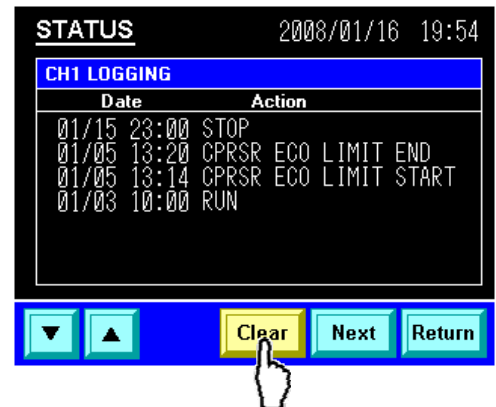 STATUS 2008/01/16 19:54
CH1 LOGGING
Date Action
01/15 23:00 STOP
01/05 13:20 CPRSR ECO LIMIT END
01/05 13:14 CPRSR ECO LIMIT START
01/03 10:00 RUN
▼ ▲ Clear Next Return